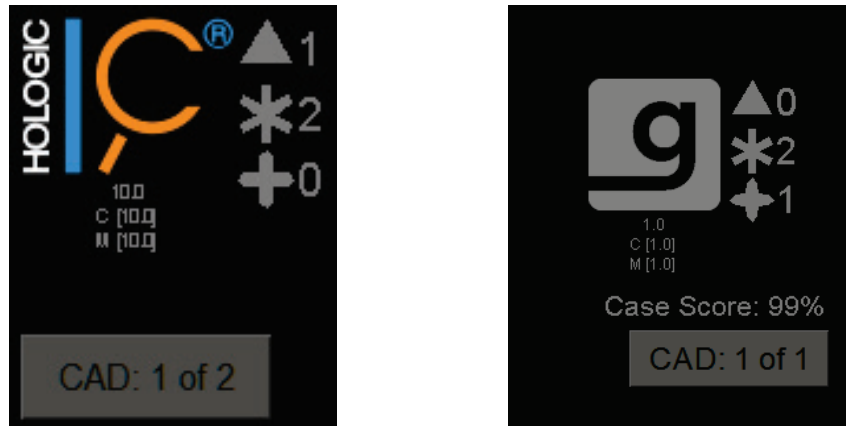 HOLOGIC
®
1
2
0
10.0
C [10.0]
M [10.0]
CAD: 1 of 2
g
0
2
1
1.0
C [1.0]
M [1.0]
Case Score: 99%
CAD: 1 of 1